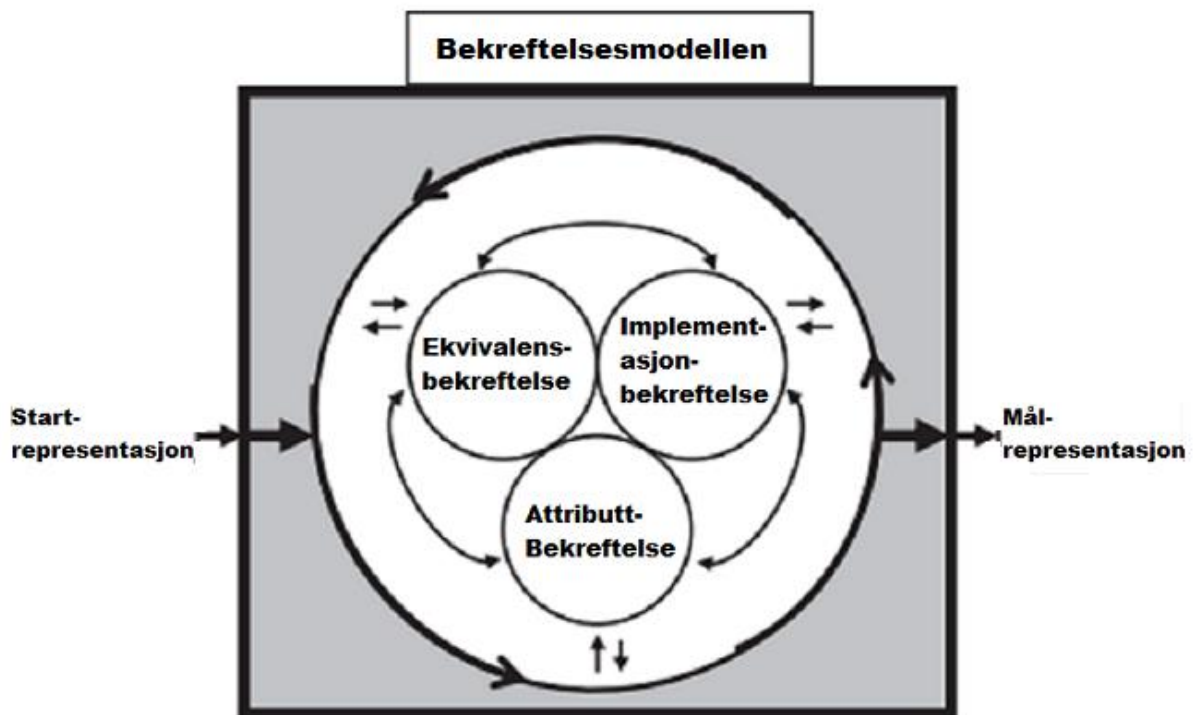 Bekreftelsesmodellen
Ekvivalens-
bekreftelse
Implement-
asjon-
bekreftelse
Start-
representasjon
Mål-
representasjon
Attributt-
Bekreftelse